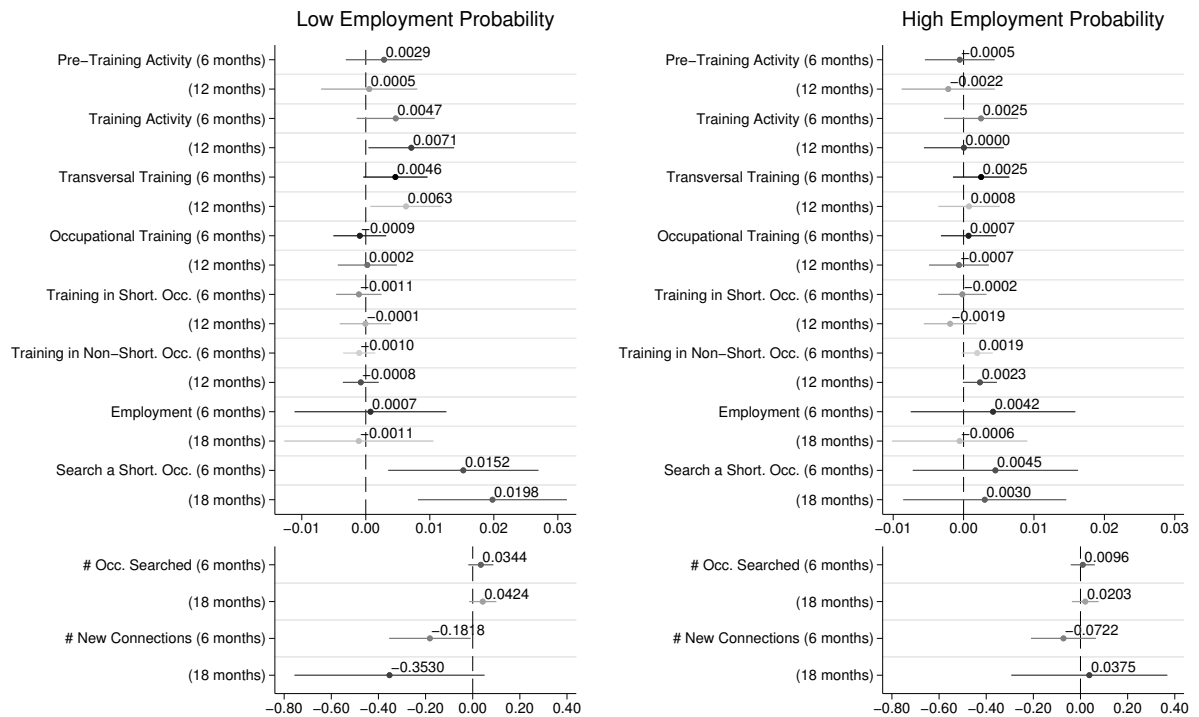 Low Employment Probability
Pre−Training Activity (6 months) 0.0029
(12 months) 0.0005
Training Activity (6 months) 0.0047
(12 months) 0.0071
Transversal Training (6 months) 0.0046
(12 months) 0.0063
Occupational Training (6 months) −0.0009
(12 months) 0.0002
Training in Short. Occ. (6 months) −0.0011
(12 months) −0.0001
Training in Non−Short. Occ. (6 months) −0.0010
(12 months) −0.0008
Employment (6 months) 0.0007
(18 months) −0.0011
Search a Short. Occ. (6 months) 0.0152
(18 months) 0.0198
−0.01 0.00 0.01 0.02 0.03
# Occ. Searched (6 months) 0.0344
(18 months) 0.0424
# New Connections (6 months) −0.1818
(18 months) −0.3530
−0.80 −0.60 −0.40 −0.20 0.00 0.20 0.40
High Employment Probability
Pre−Training Activity (6 months) −0.0005
(12 months) −0.0022
Training Activity (6 months) 0.0025
(12 months) 0.0000
Transversal Training (6 months) 0.0025
(12 months) 0.0008
Occupational Training (6 months) 0.0007
(12 months) −0.0007
Training in Short. Occ. (6 months) −0.0002
(12 months) −0.0019
Training in Non−Short. Occ. (6 months) 0.0019
(12 months) 0.0023
Employment (6 months) 0.0042
(18 months) −0.0006
Search a Short. Occ. (6 months) 0.0045
(18 months) 0.0030
−0.01 0.00 0.01 0.02 0.03
# Occ. Searched (6 months) 0.0096
(18 months) 0.0203
# New Connections (6 months) −0.0722
(18 months) 0.0375
−0.80 −0.60 −0.40 −0.20 0.00 0.20 0.40